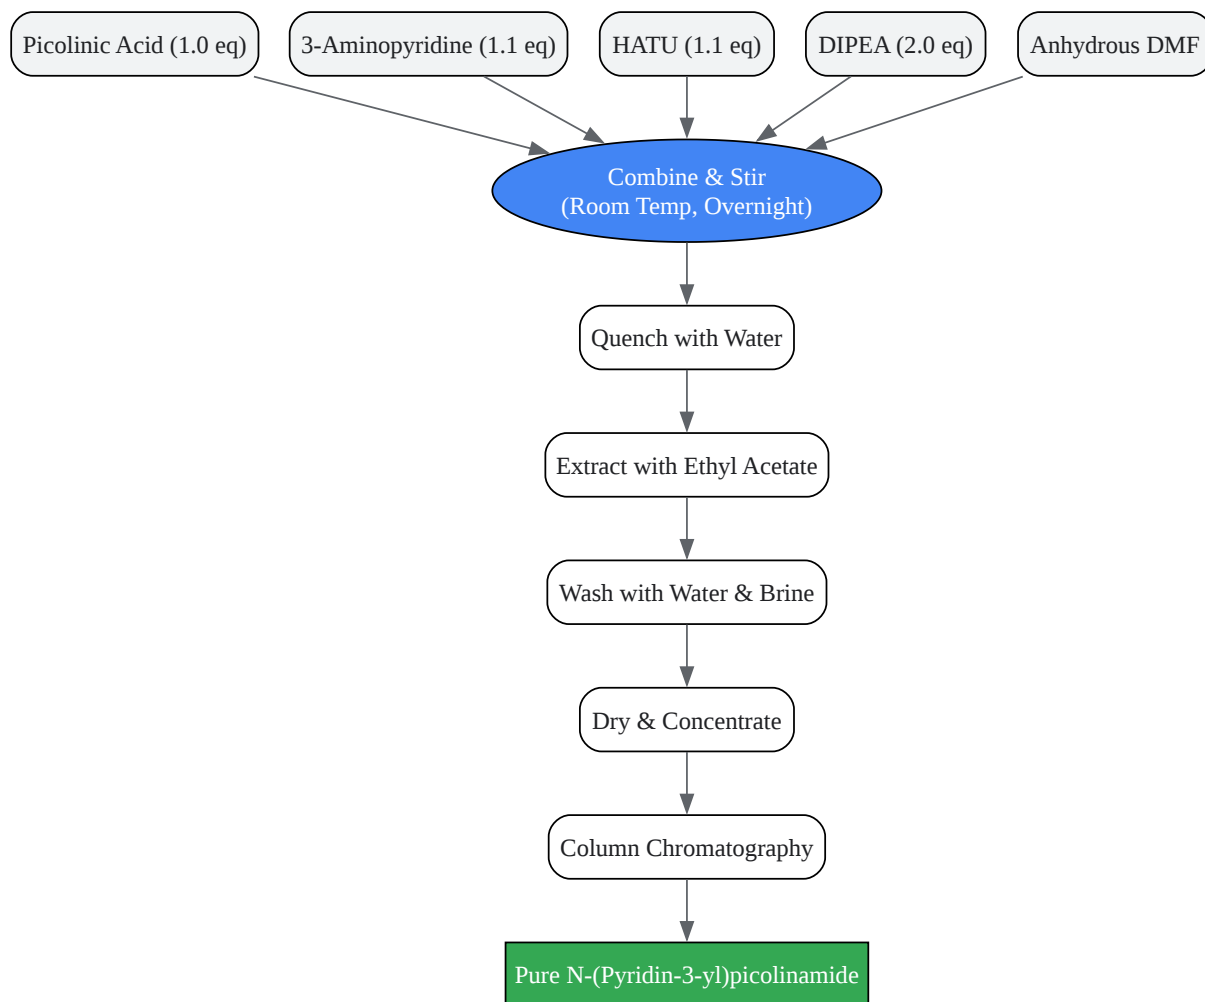 Picolinic Acid (1.0 eq)
3-Aminopyridine (1.1 eq)
HATU (1.1 eq)
DIPEA (2.0 eq)
Anhydrous DMF
Combine & Stir
(Room Temp, Overnight)
Quench with Water
Extract with Ethyl Acetate
Wash with Water & Brine
Dry & Concentrate
Column Chromatography
Pure N-(Pyridin-3-yl)picolinamide